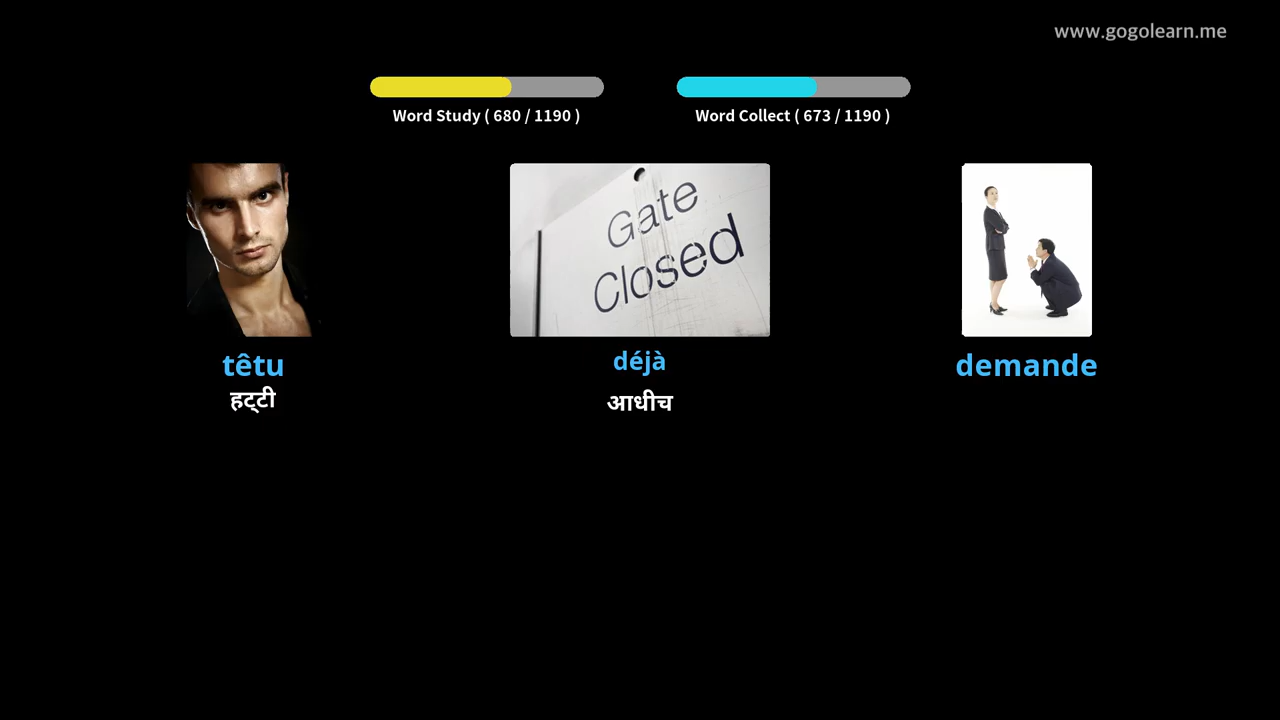 www.gogolearn.me
Word Study ( 680 / 1190 )
Word Collect ( 673 / 1190 )
Gate
Closed
têtu
déjà
demande
हट्टी
आधीच